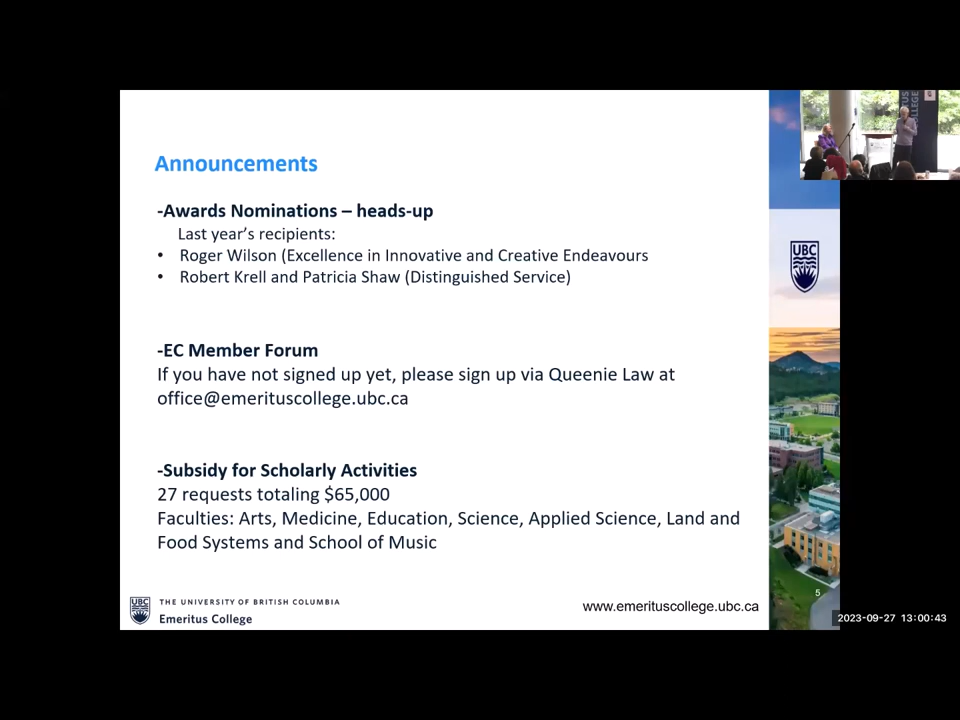 Announcements
-Awards Nominations – heads-up
Last year's recipients:
• Roger Wilson (Excellence in Innovative and Creative Endeavours
• Robert Krell and Patricia Shaw (Distinguished Service)
-EC Member Forum
If you have not signed up yet, please sign up via Queenie Law at
office@emerituscollege.ubc.ca
-Subsidy for Scholarly Activities
27 requests totaling $65,000
Faculties: Arts, Medicine, Education, Science, Applied Science, Land and
Food Systems and School of Music
UBC
THE UNIVERSITY OF BRITISH COLUMBIA
Emeritus College
www.emerituscollege.ubc.ca
UBC
5
COLLEGE
2023-09-27 13:00:43